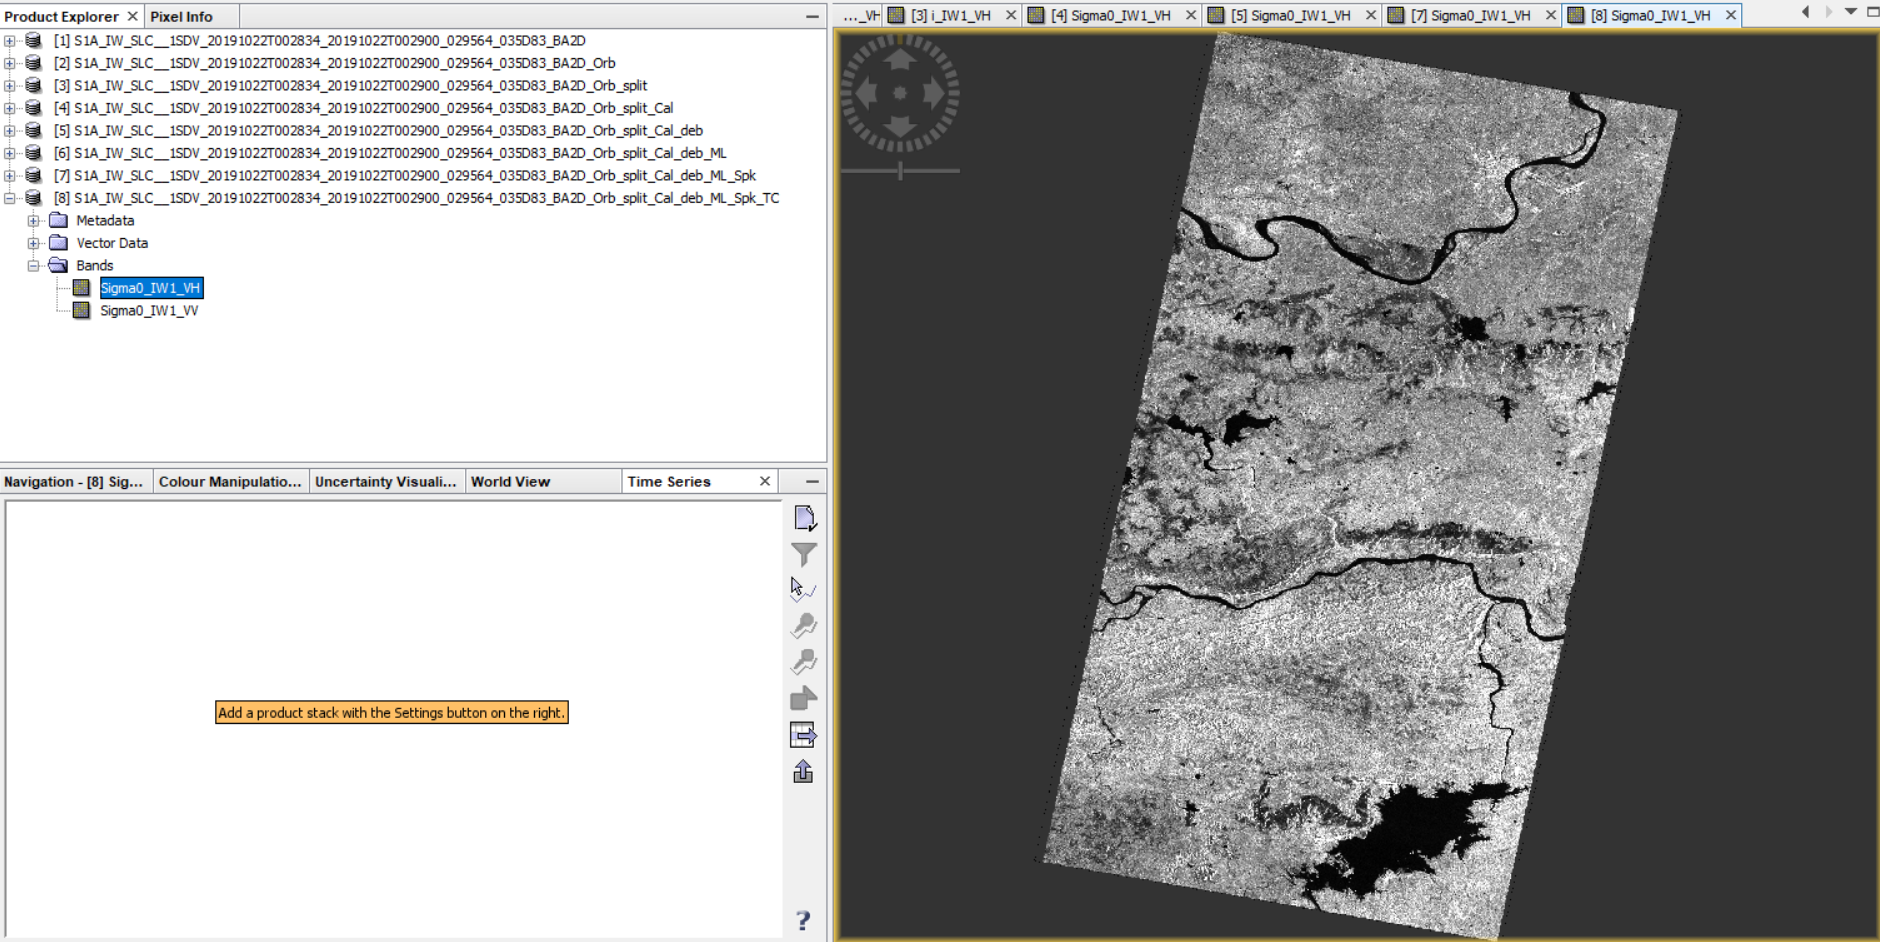 Product Explorer × Pixel Info
[1] S1A_IW_SLC__1SDV_20191022T002834_20191022T002900_029564_035D83_BA2D
[2] S1A_IW_SLC__1SDV_20191022T002834_20191022T002900_029564_035D83_BA2D_Orb
[3] S1A_IW_SLC__1SDV_20191022T002834_20191022T002900_029564_035D83_BA2D_Orb_split
[4] S1A_IW_SLC__1SDV_20191022T002834_20191022T002900_029564_035D83_BA2D_Orb_split_Cal
[5] S1A_IW_SLC__1SDV_20191022T002834_20191022T002900_029564_035D83_BA2D_Orb_split_Cal_deb
[6] S1A_IW_SLC__1SDV_20191022T002834_20191022T002900_029564_035D83_BA2D_Orb_split_Cal_deb_ML
[7] S1A_IW_SLC__1SDV_20191022T002834_20191022T002900_029564_035D83_BA2D_Orb_split_Cal_deb_ML_Spk
[8] S1A_IW_SLC__1SDV_20191022T002834_20191022T002900_029564_035D83_BA2D_Orb_split_Cal_deb_ML_Spk_TC
Metadata
Vector Data
Bands
Sigma0_IW1_VH
Sigma0_IW1_VV
Navigation - [8] Sig... Colour Manipulatio... Uncertainty Visuali... World View Time Series ×
Add a product stack with the Settings button on the right.
?
..._VH [3] i_IW1_VH × [4] Sigma0_IW1_VH × [5] Sigma0_IW1_VH × [7] Sigma0_IW1_VH × [8] Sigma0_IW1_VH ×